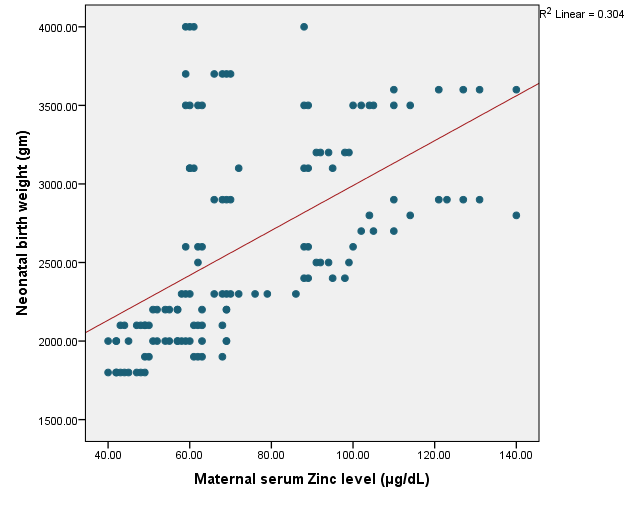 R² Linear = 0.304
4000.00
3500.00
3000.00
2500.00
2000.00
1500.00
Neonatal birth weight (gm)
40.00 60.00 80.00 100.00 120.00 140.00
Maternal serum Zinc level (µg/dL)